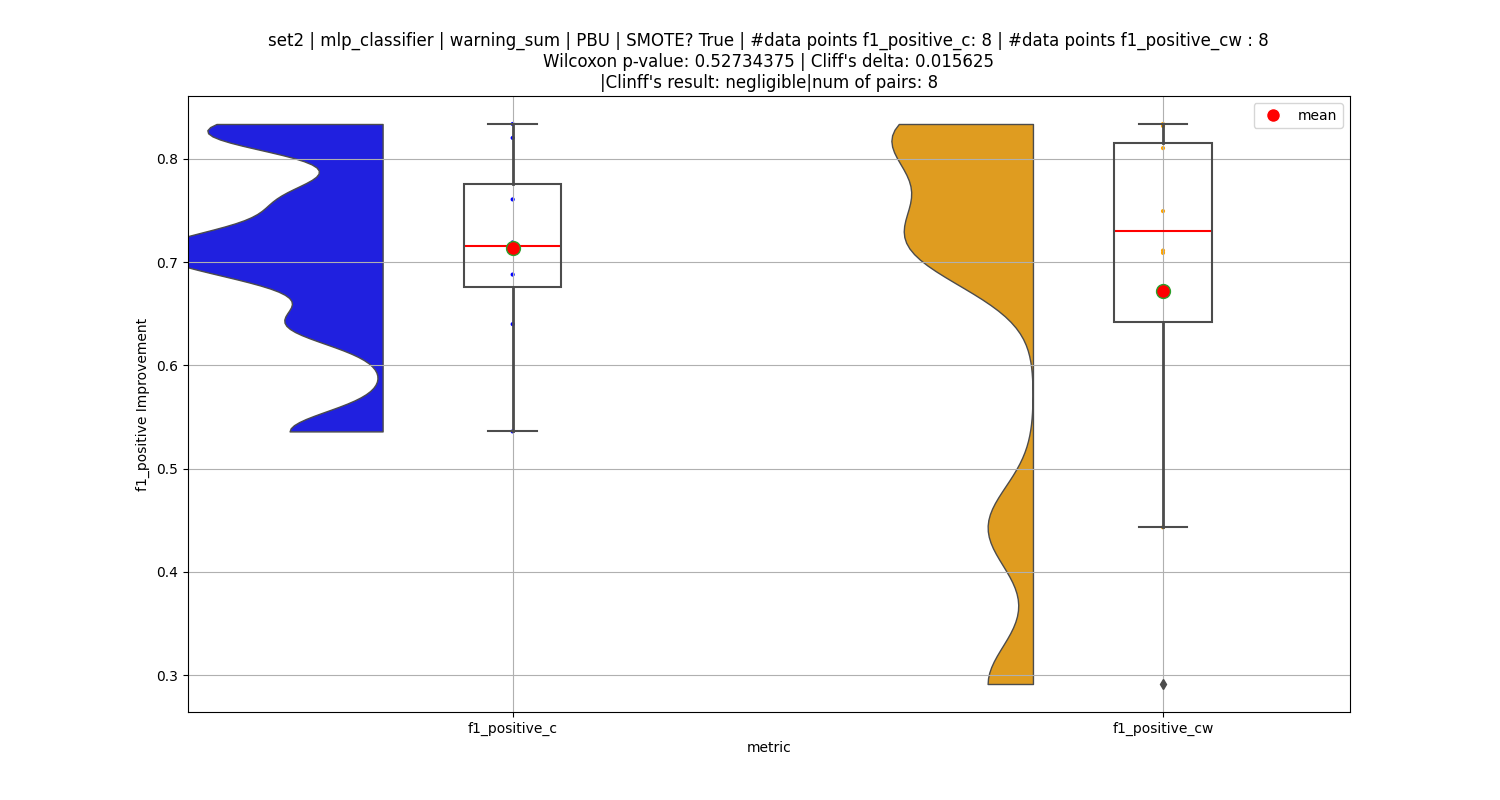 set2 | mlp_classifier | warning_sum | PBU | SMOTE? True | #data points f1_positive_c: 8 | #data points f1_positive_cw : 8
Wilcoxon p-value: 0.52734375 | Cliff's delta: 0.015625
|Clinff's result: negligible|num of pairs: 8
mean
0.8
0.7
0.6
0.5
0.4
0.3
f1_positive Improvement
f1_positive_c
f1_positive_cw
metric